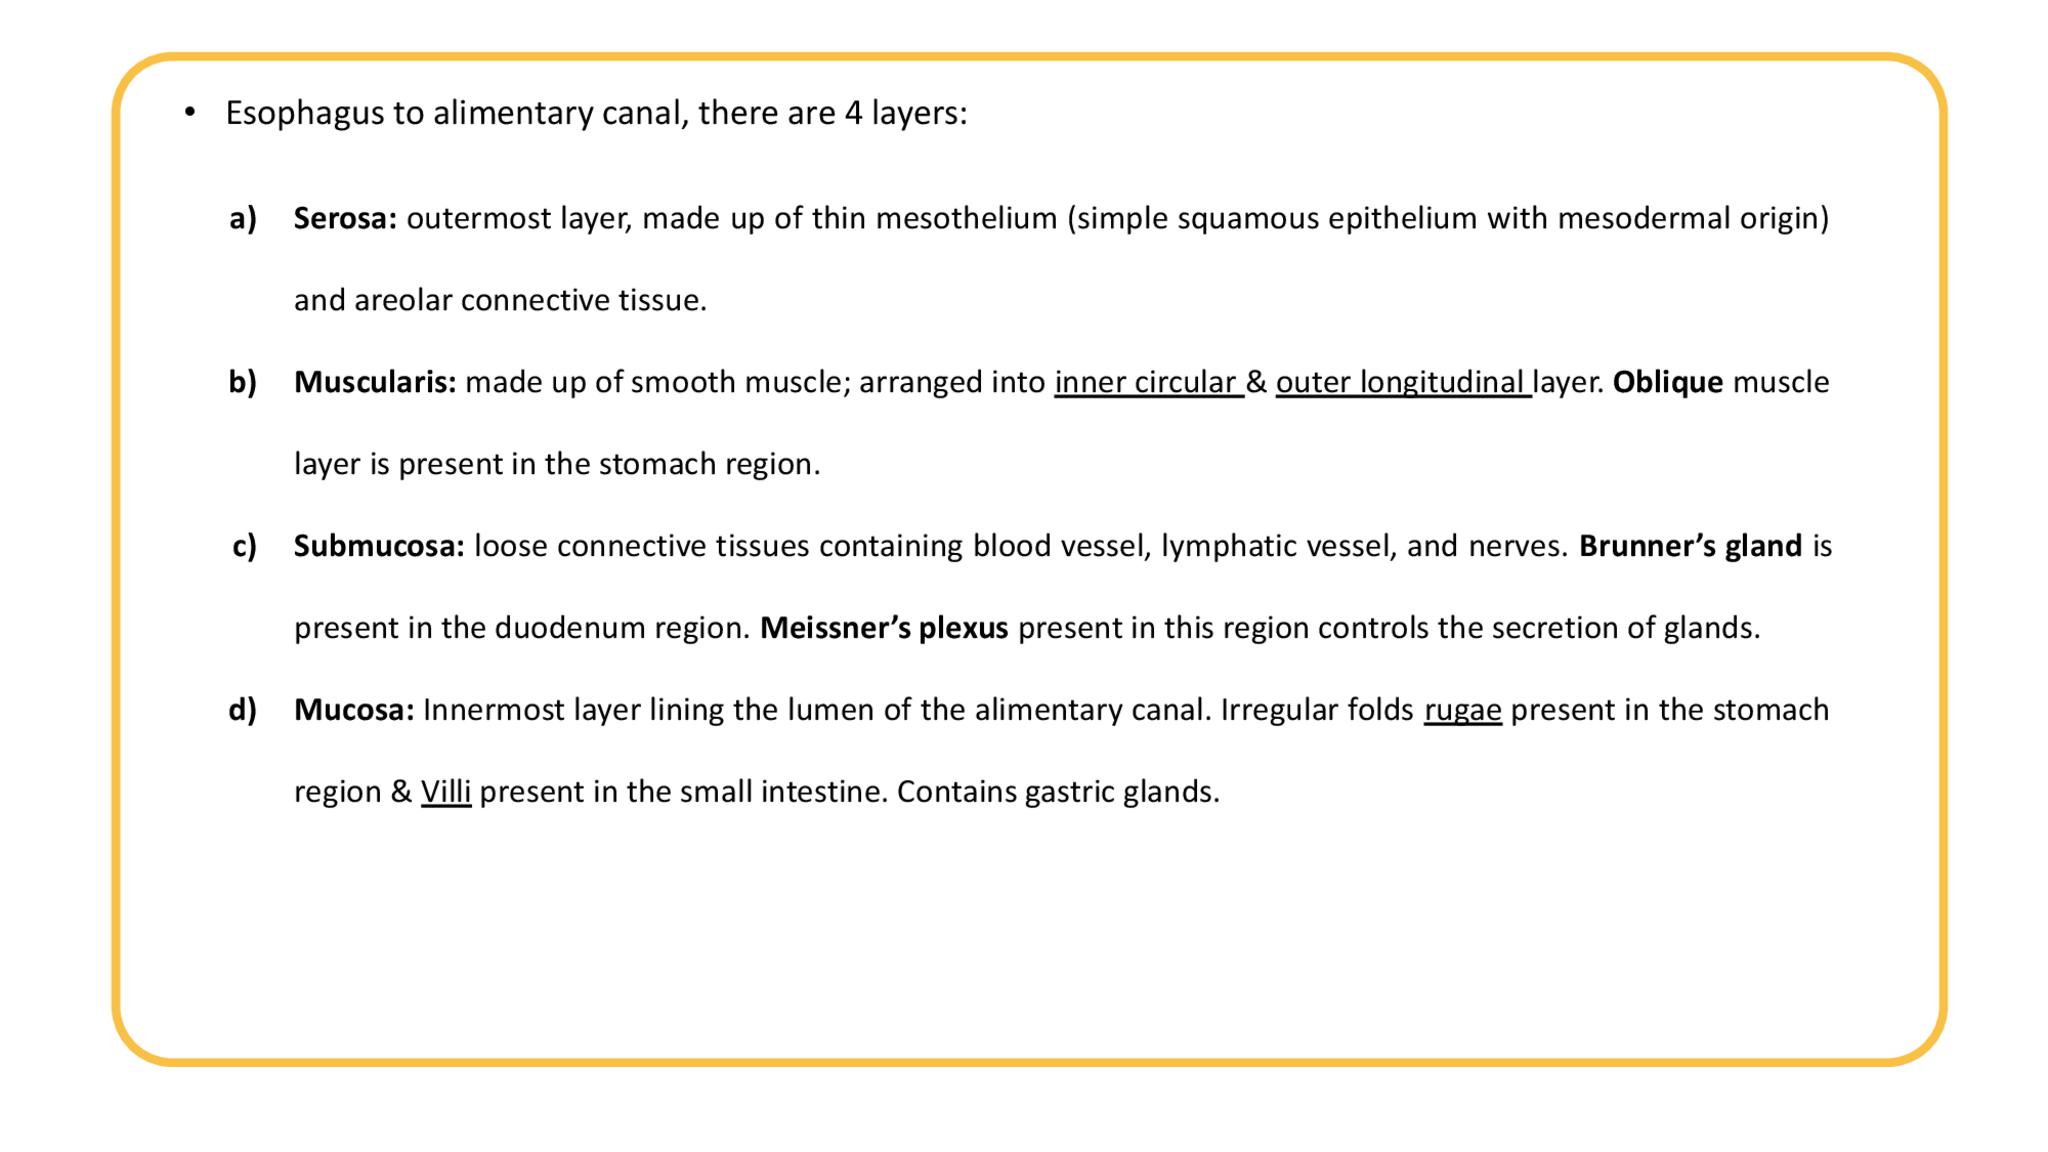 • Esophagus to alimentary canal, there are 4 layers:
a) Serosa: outermost layer, made up of thin mesothelium (simple squamous epithelium with mesodermal origin)
and areolar connective tissue.
b) Muscularis: made up of smooth muscle; arranged into inner circular & outer longitudinal layer. Oblique muscle
layer is present in the stomach region.
c) Submucosa: loose connective tissues containing blood vessel, lymphatic vessel, and nerves. Brunner’s gland is
present in the duodenum region. Meissner’s plexus present in this region controls the secretion of glands.
d) Mucosa: Innermost layer lining the lumen of the alimentary canal. Irregular folds rugae present in the stomach
region & Villi present in the small intestine. Contains gastric glands.